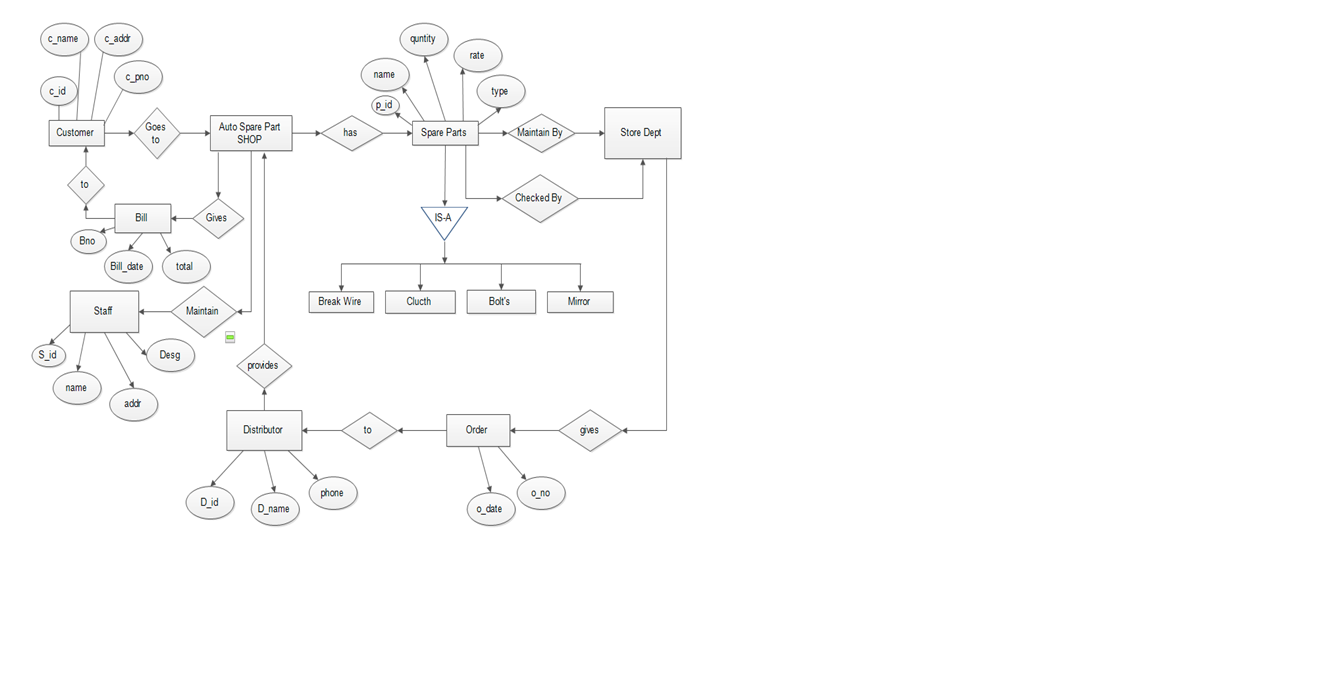 c_name
c_addr
c_id
c_pno
Customer
Goes
to
Auto Spare Part
SHOP
has
quntity
rate
name
type
p_id
Spare Parts
Maintain By
Store Dept
Checked By
to
Bill
Gives
Bno
Bill_date
total
IS-A
Break Wire
Clucth
Bolt's
Mirror
Staff
Maintain
S_id
name
addr
Desg
provides
Distributor
to
Order
gives
D_id
D_name
phone
o_date
o_no